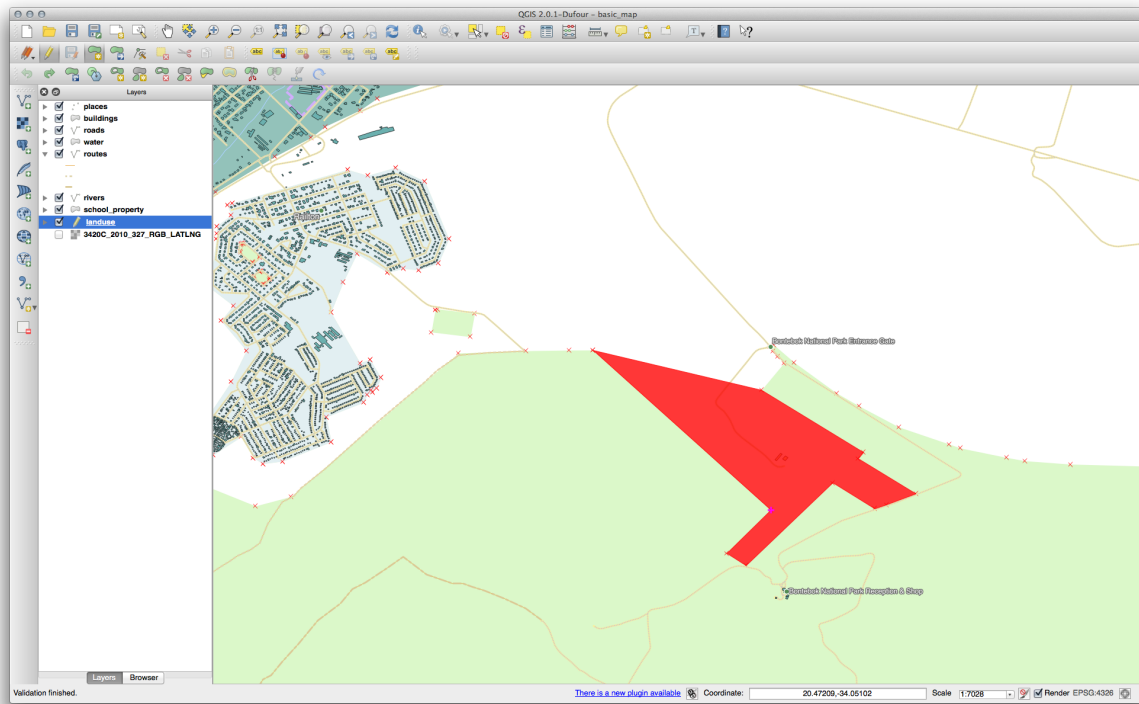 QGIS 2.0.1-Dufour - basic_map
Layers
places
buildings
roads
water
routes
rivers
school_property
landuse
3420C_2010_327_RGB_LATLNG
Railton
Bontebok National Park Entrance Gate
Bontebok National Park Reception & Shop
Layers Browser
Validation finished. There is a new plugin available Coordinate: 20.47209,-34.05102 Scale 1:7028 Render EPSG:4326